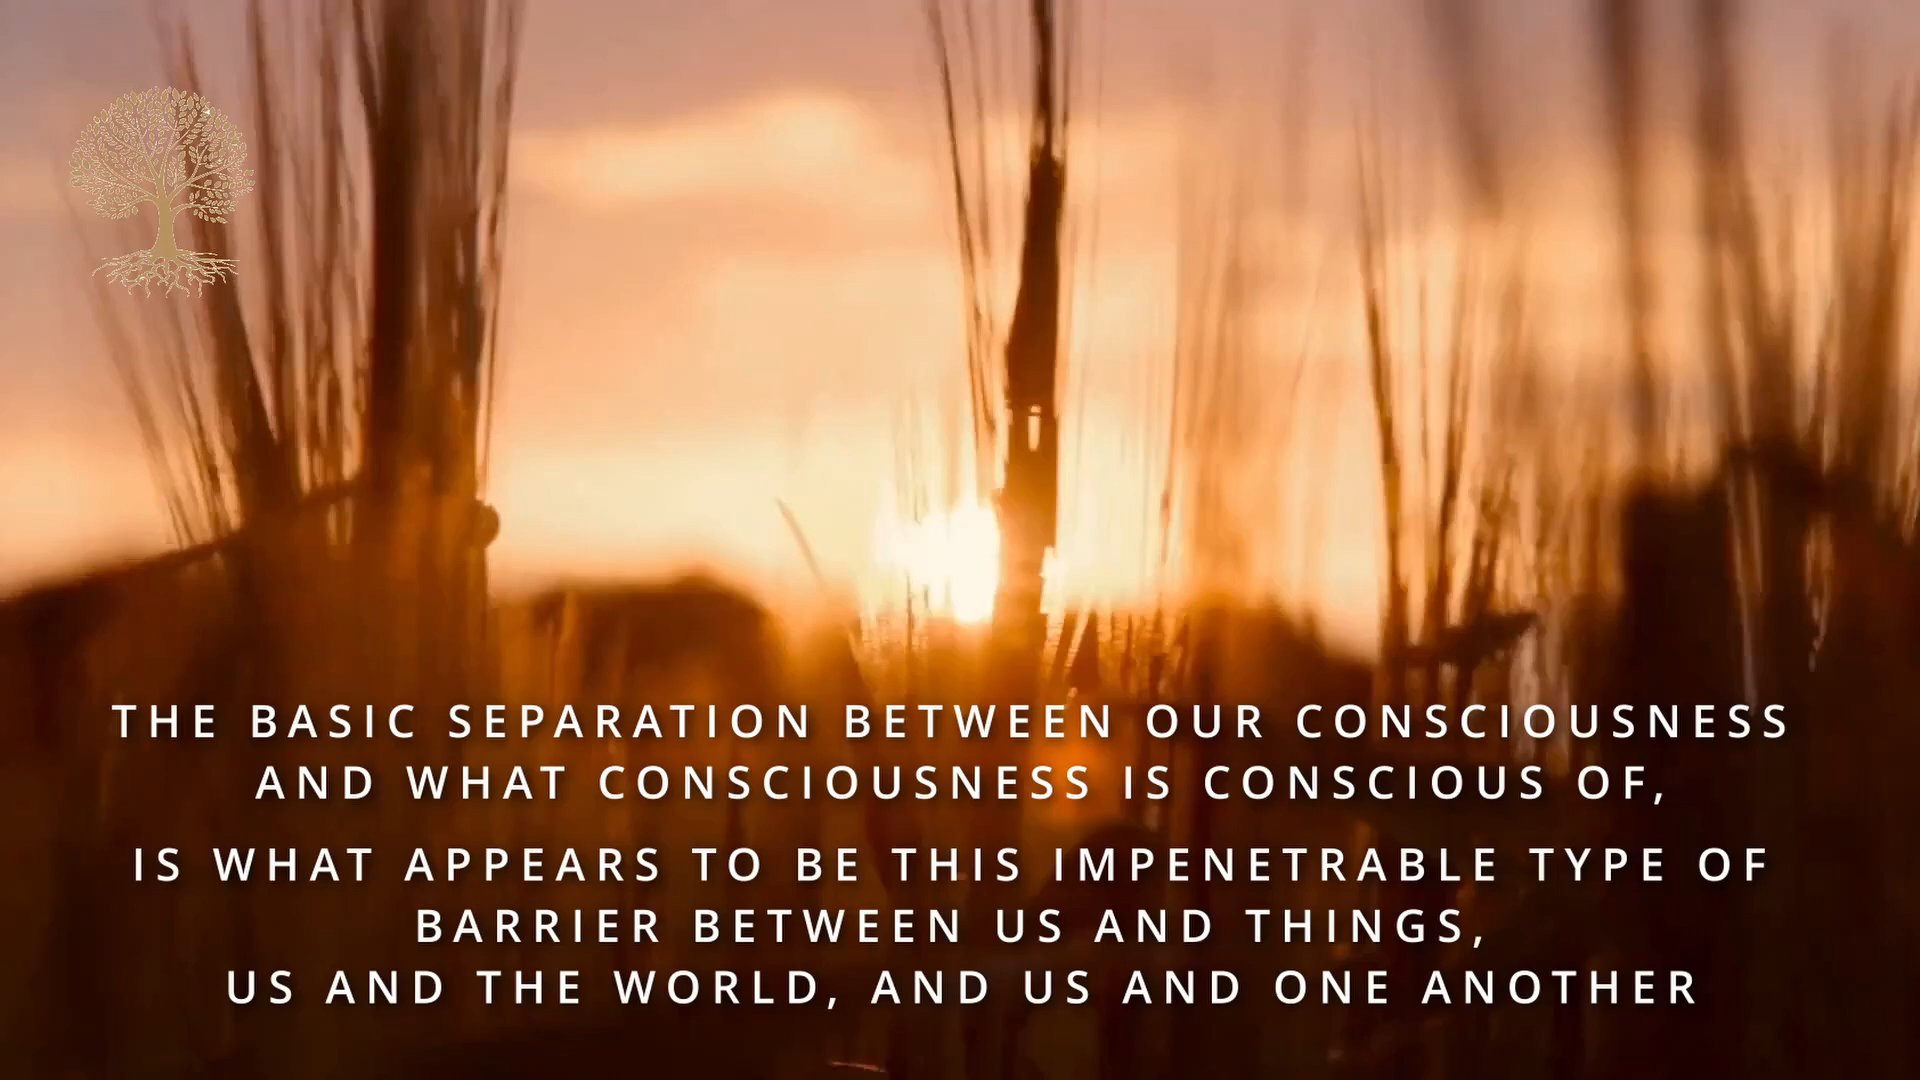 THE BASIC SEPARATION BETWEEN OUR CONSCIOUSNESS
AND WHAT CONSCIOUSNESS IS CONSCIOUS OF,
IS WHAT APPEARS TO BE THIS IMPENETRABLE TYPE OF
BARRIER BETWEEN US AND THINGS,
US AND THE WORLD, AND US AND ONE ANOTHER